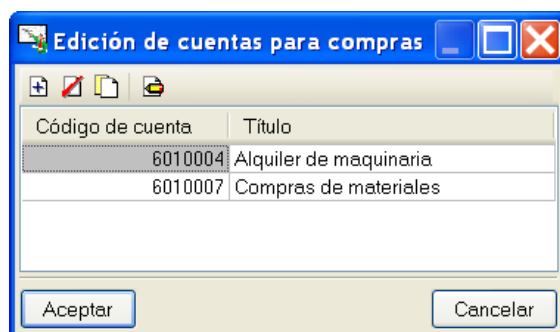 Edición de cuentas para compras
Código de cuenta Título
6010004 Alquiler de maquinaria
6010007 Compras de materiales
Aceptar Cancelar